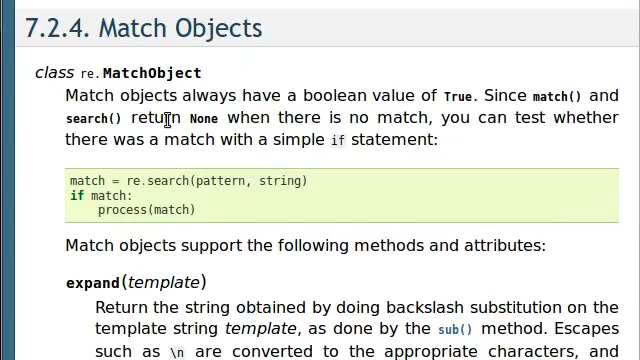 7.2.4. Match Objects
class re.MatchObject
Match objects always have a boolean value of True. Since match() and
search() return None when there is no match, you can test whether
there was a match with a simple if statement:
match = re.search(pattern, string)
if match:
    process(match)
Match objects support the following methods and attributes:
expand(template)
Return the string obtained by doing backslash substitution on the
template string template, as done by the sub() method. Escapes
such as \n are converted to the appropriate characters, and